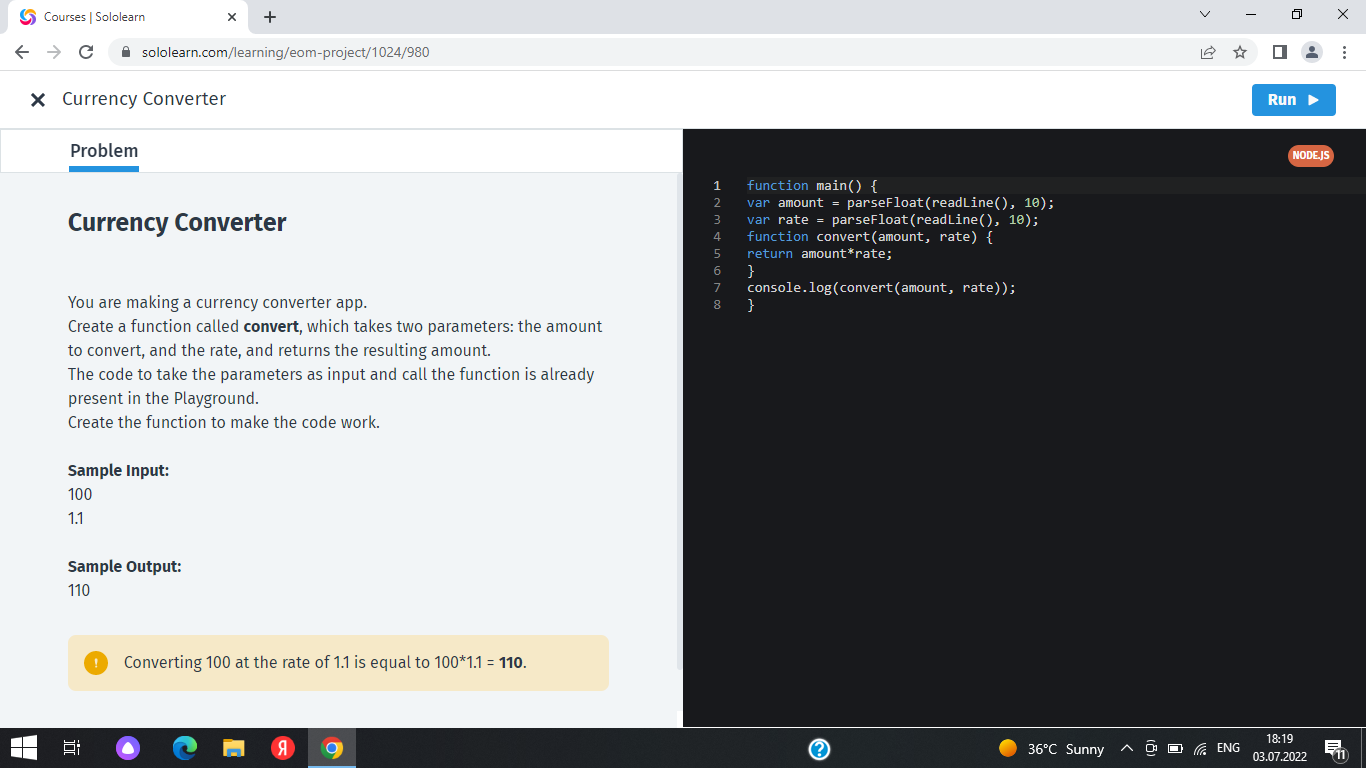 Courses | Sololearn
sololearn.com/learning/eom-project/1024/980
Currency Converter
Run
Problem
NODE.JS
Currency Converter
You are making a currency converter app.
Create a function called convert, which takes two parameters: the amount
to convert, and the rate, and returns the resulting amount.
The code to take the parameters as input and call the function is already
present in the Playground.
Create the function to make the code work.
Sample Input:
100
1.1
Sample Output:
110
! Converting 100 at the rate of 1.1 is equal to 100*1.1 = 110.
1 function main() {
2 var amount = parseFloat(readLine(), 10);
3 var rate = parseFloat(readLine(), 10);
4 function convert(amount, rate) {
5 return amount*rate;
6 }
7 console.log(convert(amount, rate));
8 }
Я
?
36°C Sunny
ENG
18:19
03.07.2022
11